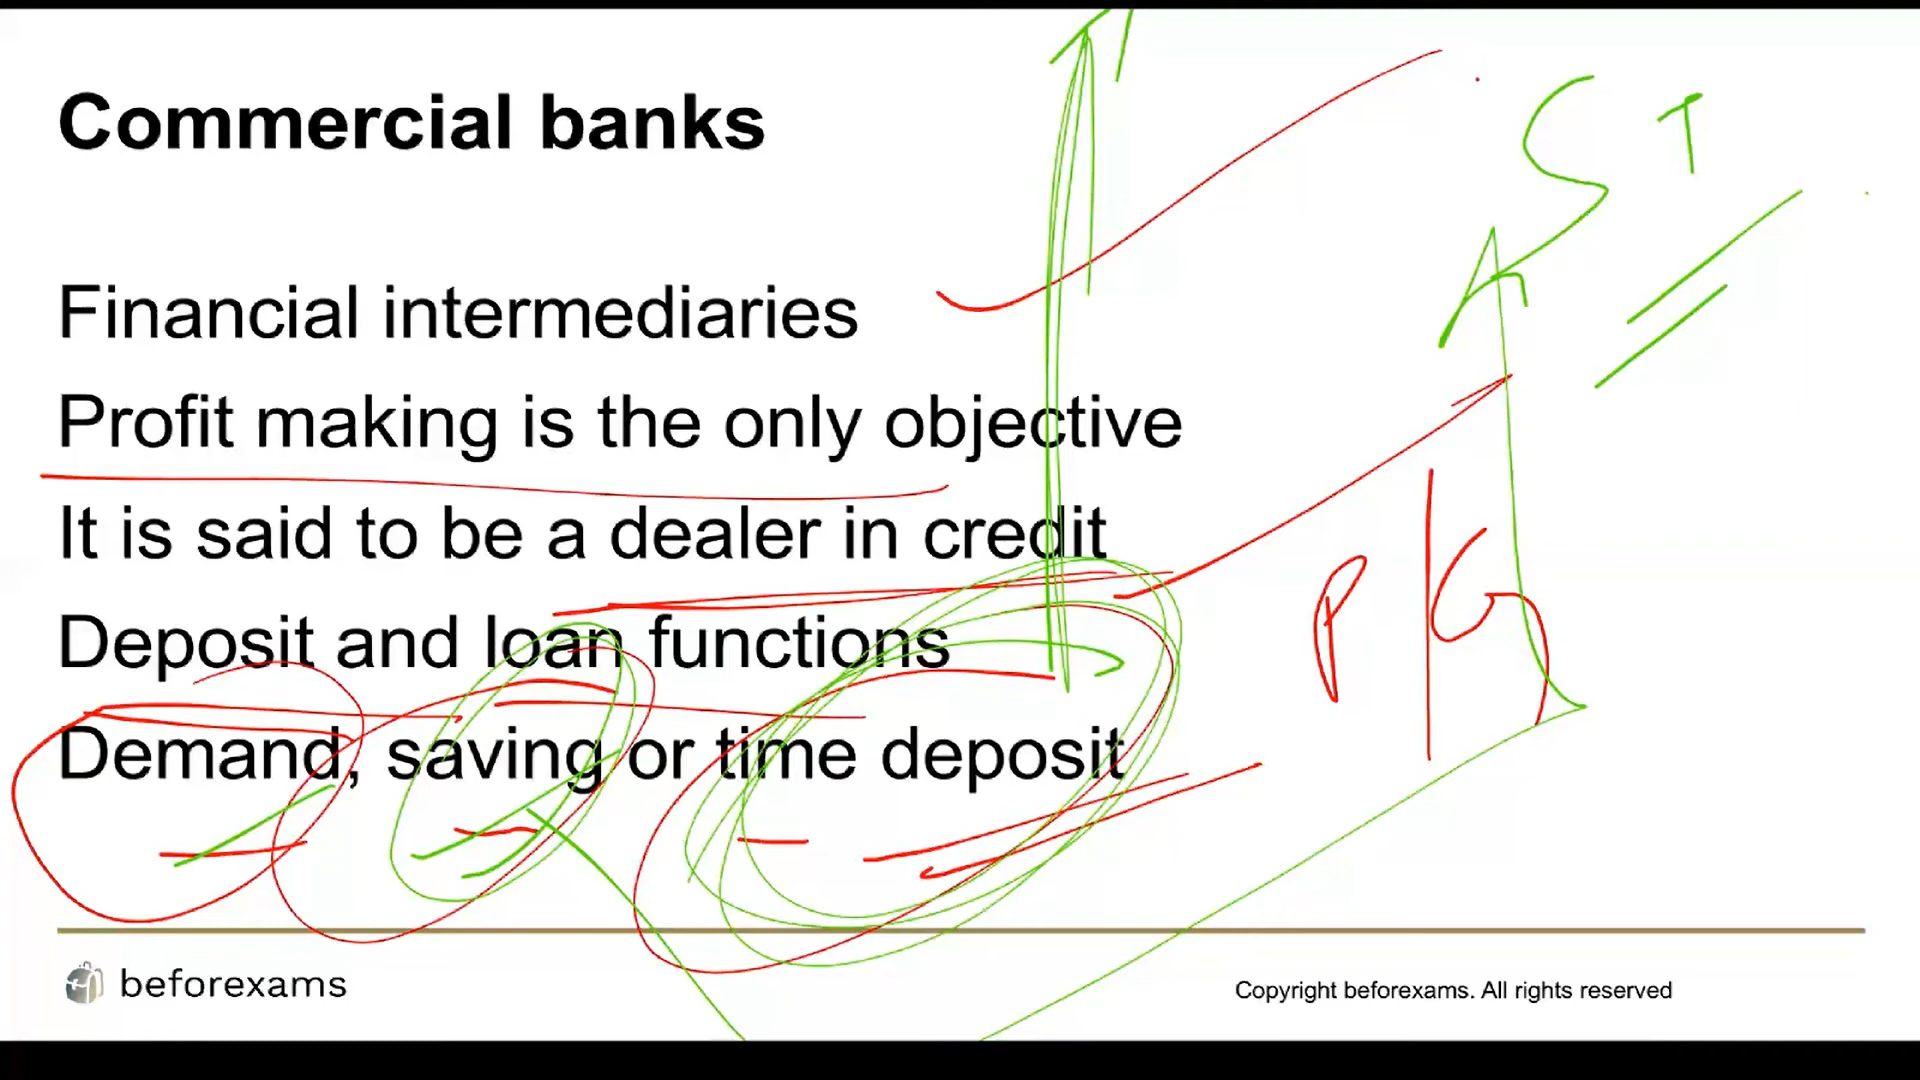 Commercial banks
S T
Financial intermediaries
Profit making is the only objective
It is said to be a dealer in credit
P | G
Deposit and loan functions
Demand, saving or time deposit
beforexams
Copyright beforexams. All rights reserved